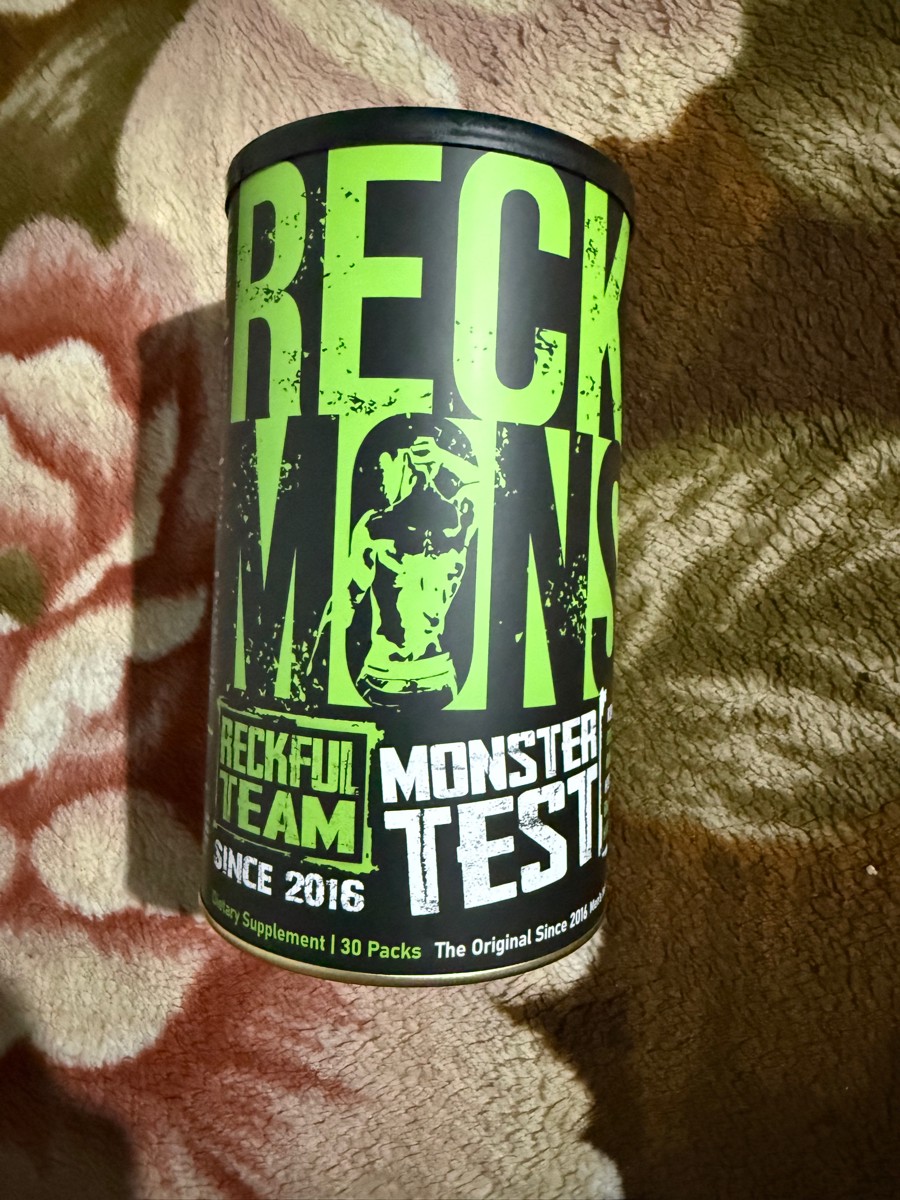 RECK
MONS
RECKFUL
TEAM
SINCE 2016
MONSTER
TEST
Dietary Supplement | 30 Packs
The Original Since 2016